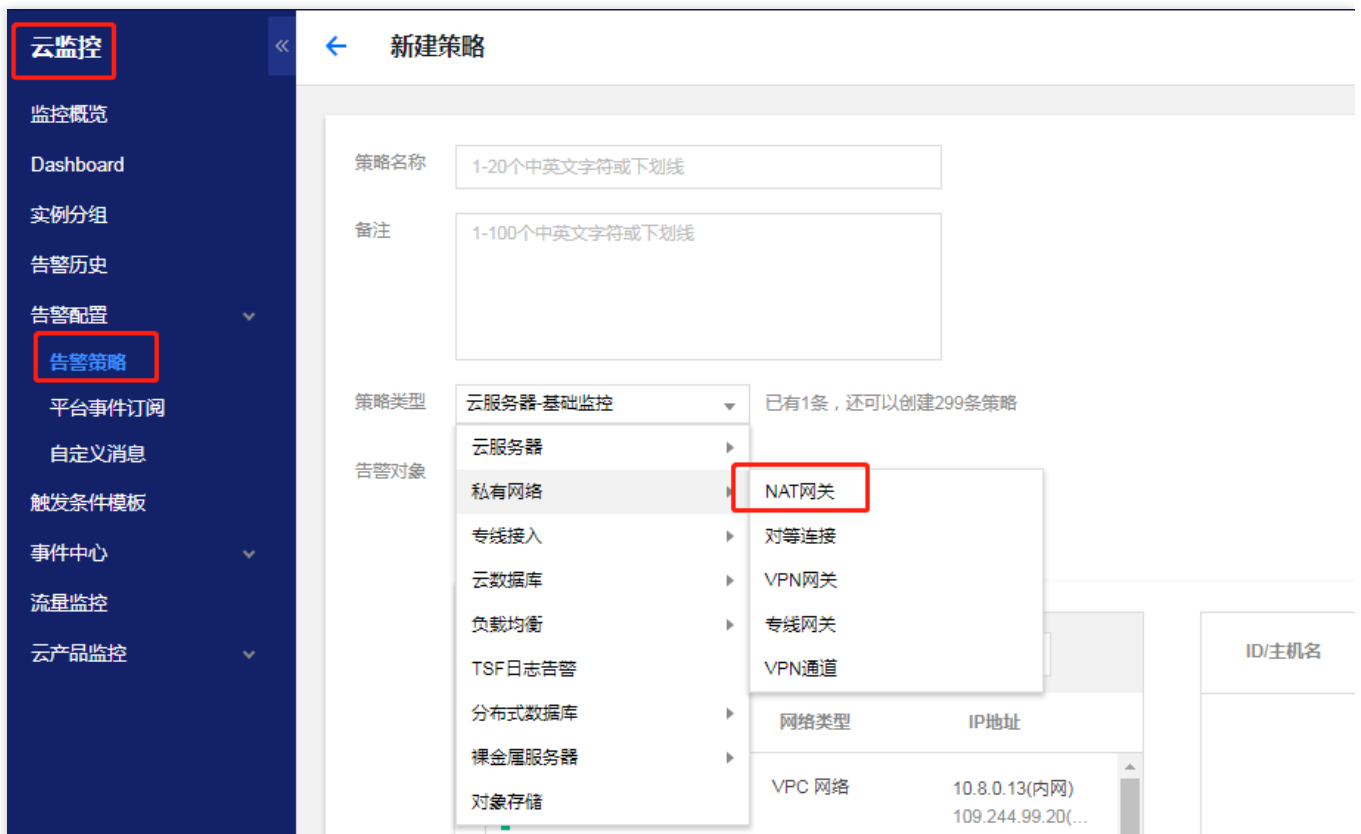 云监控
«
新建策略
监控概览
Dashboard
实例分组
告警历史
告警配置
告警策略
平台事件订阅
自定义消息
触发条件模板
事件中心
流量监控
云产品监控
策略名称
1-20个中英文字符或下划线
备注
1-100个中英文字符或下划线
策略类型
云服务器-基础监控
已有1条，还可以创建299条策略
告警对象
云服务器
私有网络
专线接入
云数据库
负载均衡
TSF日志告警
分布式数据库
裸金属服务器
对象存储
NAT网关
对等连接
VPN网关
专线网关
VPN通道
ID/主机名
网络类型
IP地址
VPC 网络
10.8.0.13(内网)
109.244.99.20(...